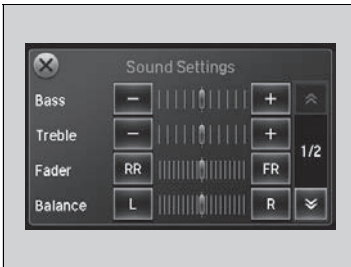 Sound Settings
Bass − +
Treble − +
1/2
Fader RR FR
Balance L R